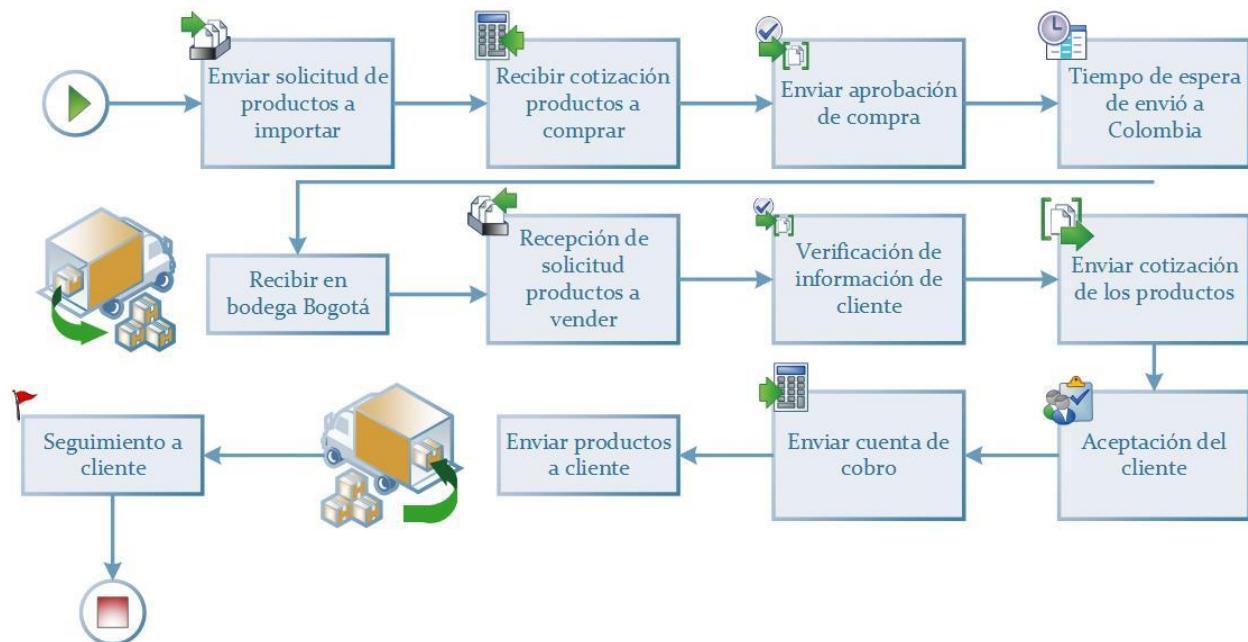 Enviar solicitud de
productos a
importar
Recibir cotización
productos a
comprar
Enviar aprobación
de compra
Tiempo de espera
de envió a
Colombia
Recibir en
bodega Bogotá
Recepción de
solicitud
productos a
vender
Verificación de
información de
cliente
Enviar cotización
de los productos
Aceptación del
cliente
Enviar cuenta de
cobro
Enviar productos
a cliente
Seguimiento a
cliente